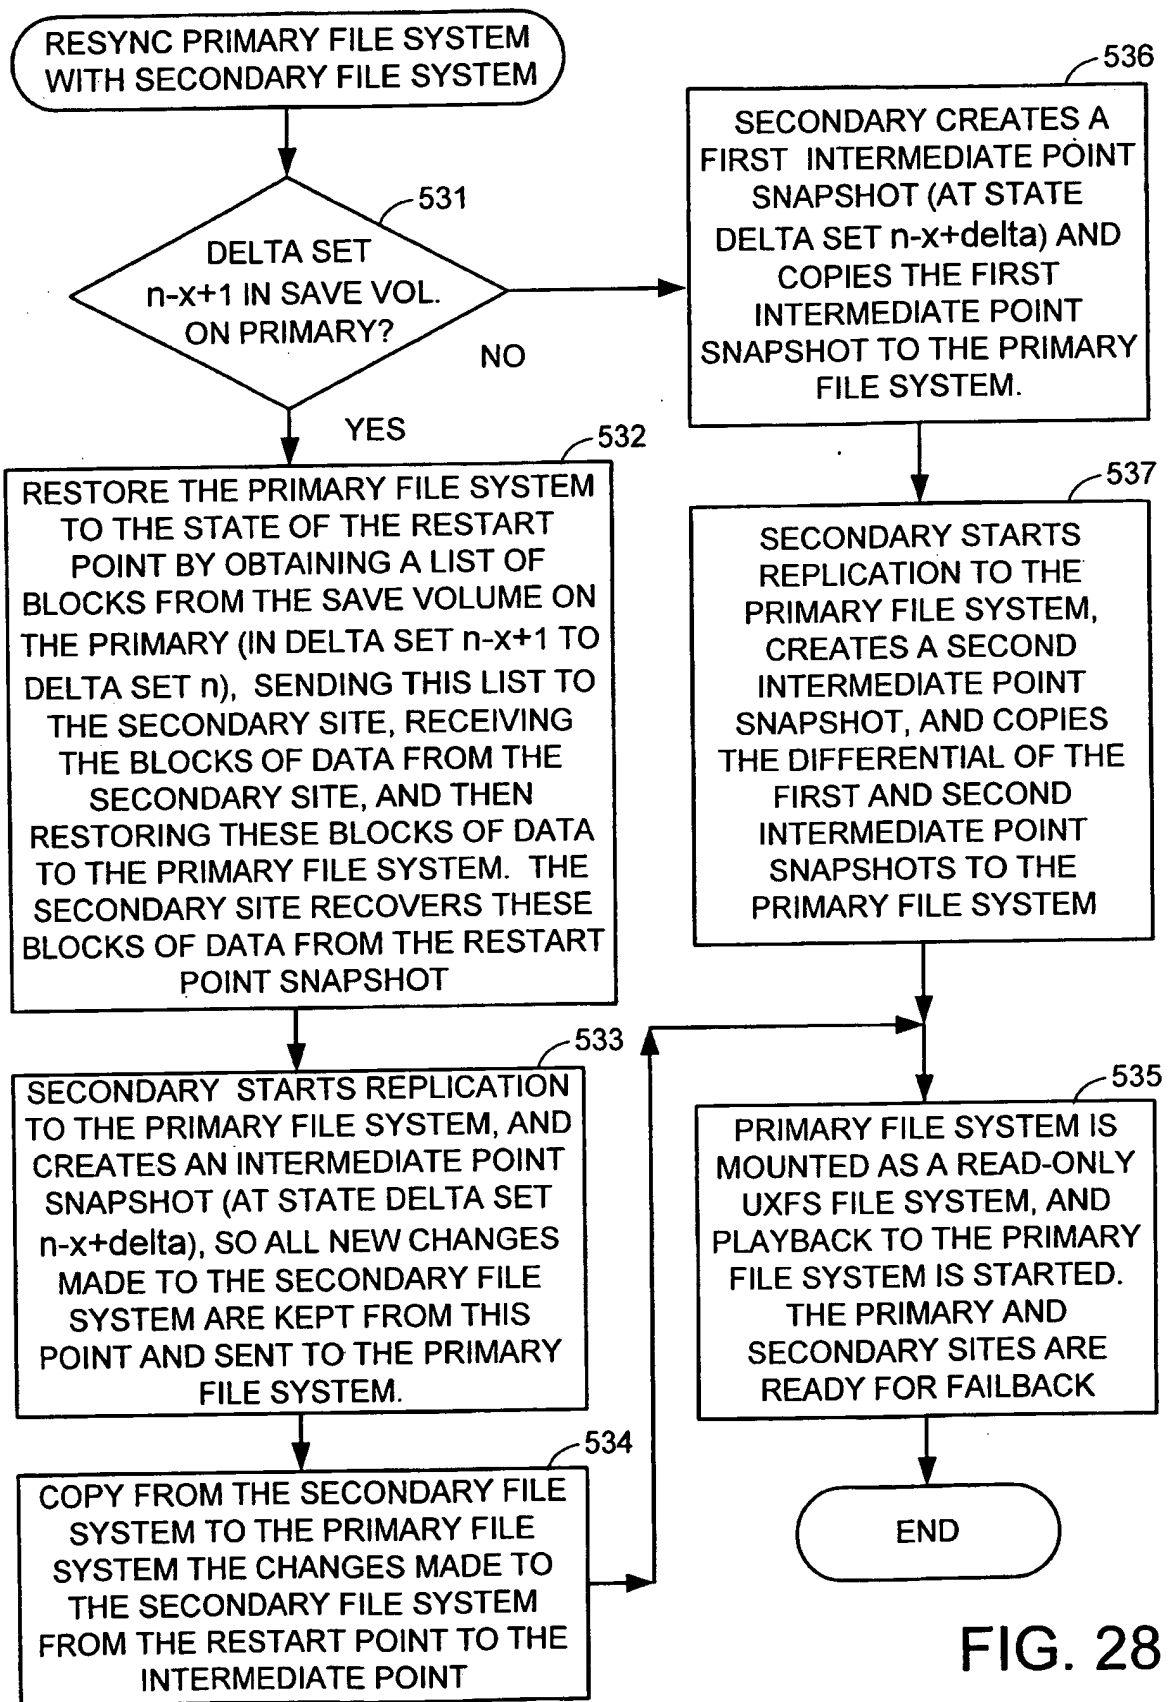 RESYNC PRIMARY FILE SYSTEM
WITH SECONDARY FILE SYSTEM
531
DELTA SET
n-x+1 IN SAVE VOL.
ON PRIMARY?
NO
YES
532
RESTORE THE PRIMARY FILE SYSTEM
TO THE STATE OF THE RESTART
POINT BY OBTAINING A LIST OF
BLOCKS FROM THE SAVE VOLUME ON
THE PRIMARY (IN DELTA SET n-x+1 TO
DELTA SET n), SENDING THIS LIST TO
THE SECONDARY SITE, RECEIVING
THE BLOCKS OF DATA FROM THE
SECONDARY SITE, AND THEN
RESTORING THESE BLOCKS OF DATA
TO THE PRIMARY FILE SYSTEM. THE
SECONDARY SITE RECOVERS THESE
BLOCKS OF DATA FROM THE RESTART
POINT SNAPSHOT
533
SECONDARY STARTS REPLICATION
TO THE PRIMARY FILE SYSTEM, AND
CREATES AN INTERMEDIATE POINT
SNAPSHOT (AT STATE DELTA SET
n-x+delta), SO ALL NEW CHANGES
MADE TO THE SECONDARY FILE
SYSTEM ARE KEPT FROM THIS
POINT AND SENT TO THE PRIMARY
FILE SYSTEM.
534
COPY FROM THE SECONDARY FILE
SYSTEM TO THE PRIMARY FILE
SYSTEM THE CHANGES MADE TO
THE SECONDARY FILE SYSTEM
FROM THE RESTART POINT TO THE
INTERMEDIATE POINT
536
SECONDARY CREATES A
FIRST INTERMEDIATE POINT
SNAPSHOT (AT STATE
DELTA SET n-x+delta) AND
COPIES THE FIRST
INTERMEDIATE POINT
SNAPSHOT TO THE PRIMARY
FILE SYSTEM.
537
SECONDARY STARTS
REPLICATION TO THE
PRIMARY FILE SYSTEM,
CREATES A SECOND
INTERMEDIATE POINT
SNAPSHOT, AND COPIES
THE DIFFERENTIAL OF THE
FIRST AND SECOND
INTERMEDIATE POINT
SNAPSHOTS TO THE
PRIMARY FILE SYSTEM
535
PRIMARY FILE SYSTEM IS
MOUNTED AS A READ-ONLY
UXFS FILE SYSTEM, AND
PLAYBACK TO THE PRIMARY
FILE SYSTEM IS STARTED.
THE PRIMARY AND
SECONDARY SITES ARE
READY FOR FAILBACK
END
FIG. 28